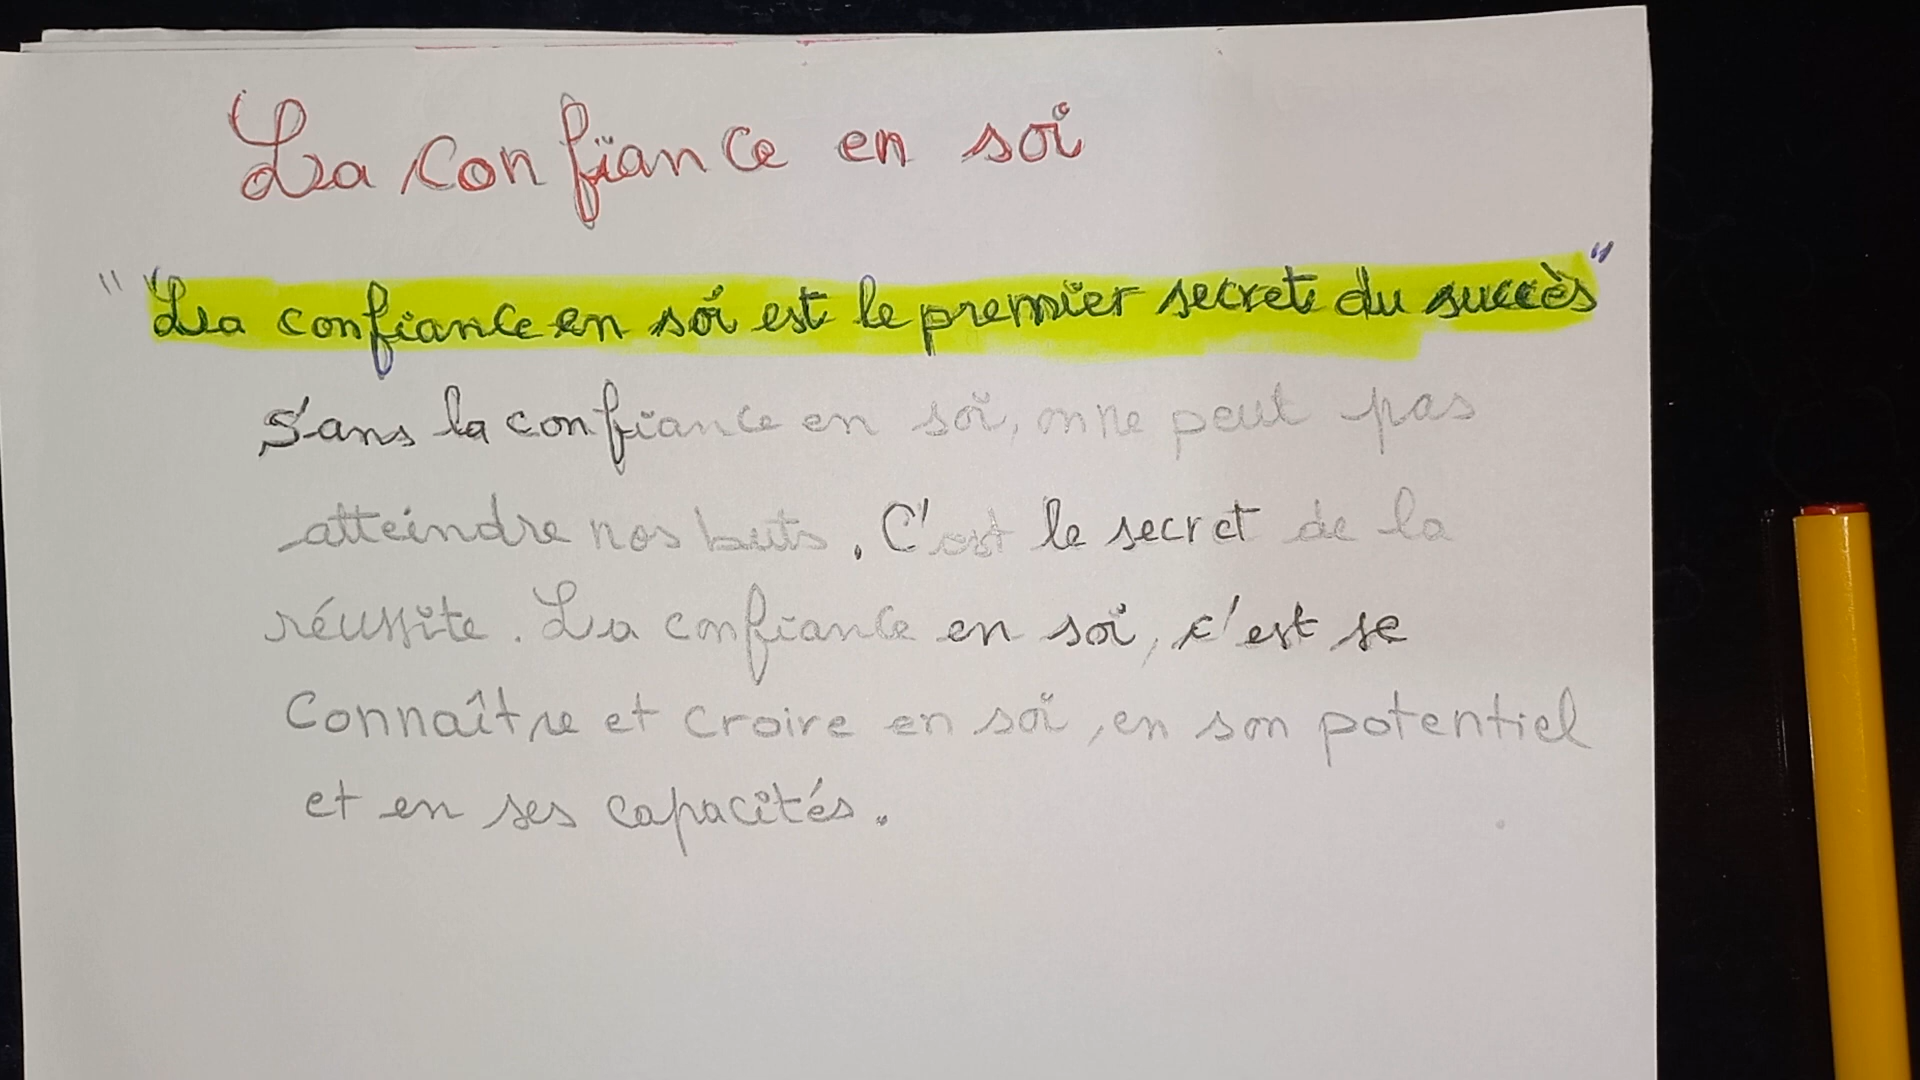 La confiance en soi
"La confiance en soi est le premier secret du succès"
Sans la confiance en soi, on ne peut pas
atteindre nos buts. C'est le secret de la
réussite. La confiance en soi, c'est se
Connaître et croire en soi, en son potentiel
et en ses capacités.